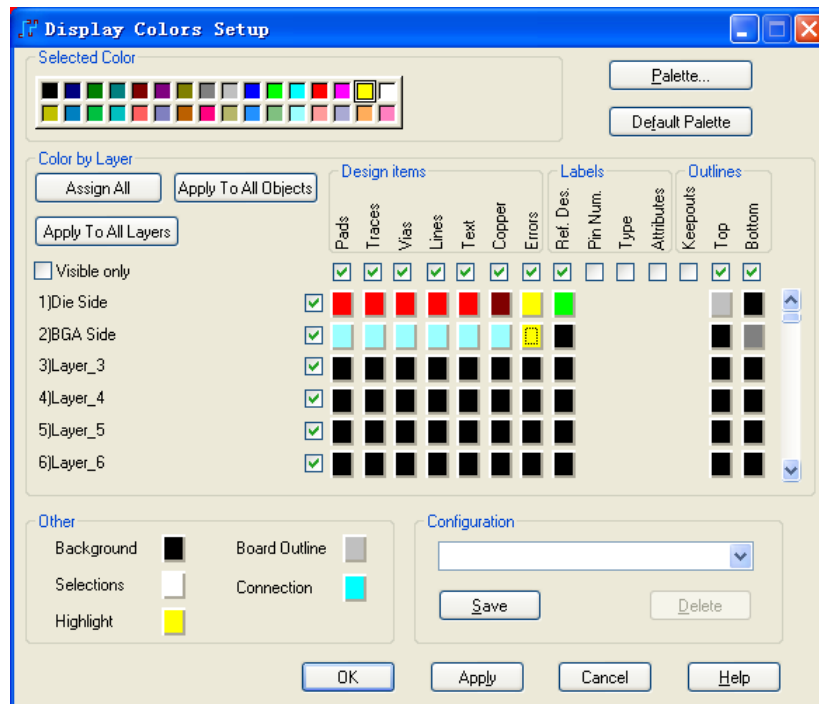 Display Colors Setup
Selected Color
Palette...
Default Palette
Color by Layer
Assign All
Apply To All Objects
Apply To All Layers
Design items
Labels
Outlines
Pads
Traces
Vias
Lines
Text
Copper
Errors
Ref. Des.
Pin Num.
Type
Attributes
Keepouts
Top
Bottom
Visible only
1)Die Side
2)BGA Side
3)Layer_3
4)Layer_4
5)Layer_5
6)Layer_6
Other
Background
Board Outline
Selections
Connection
Highlight
Configuration
Save
Delete
OK
Apply
Cancel
Help